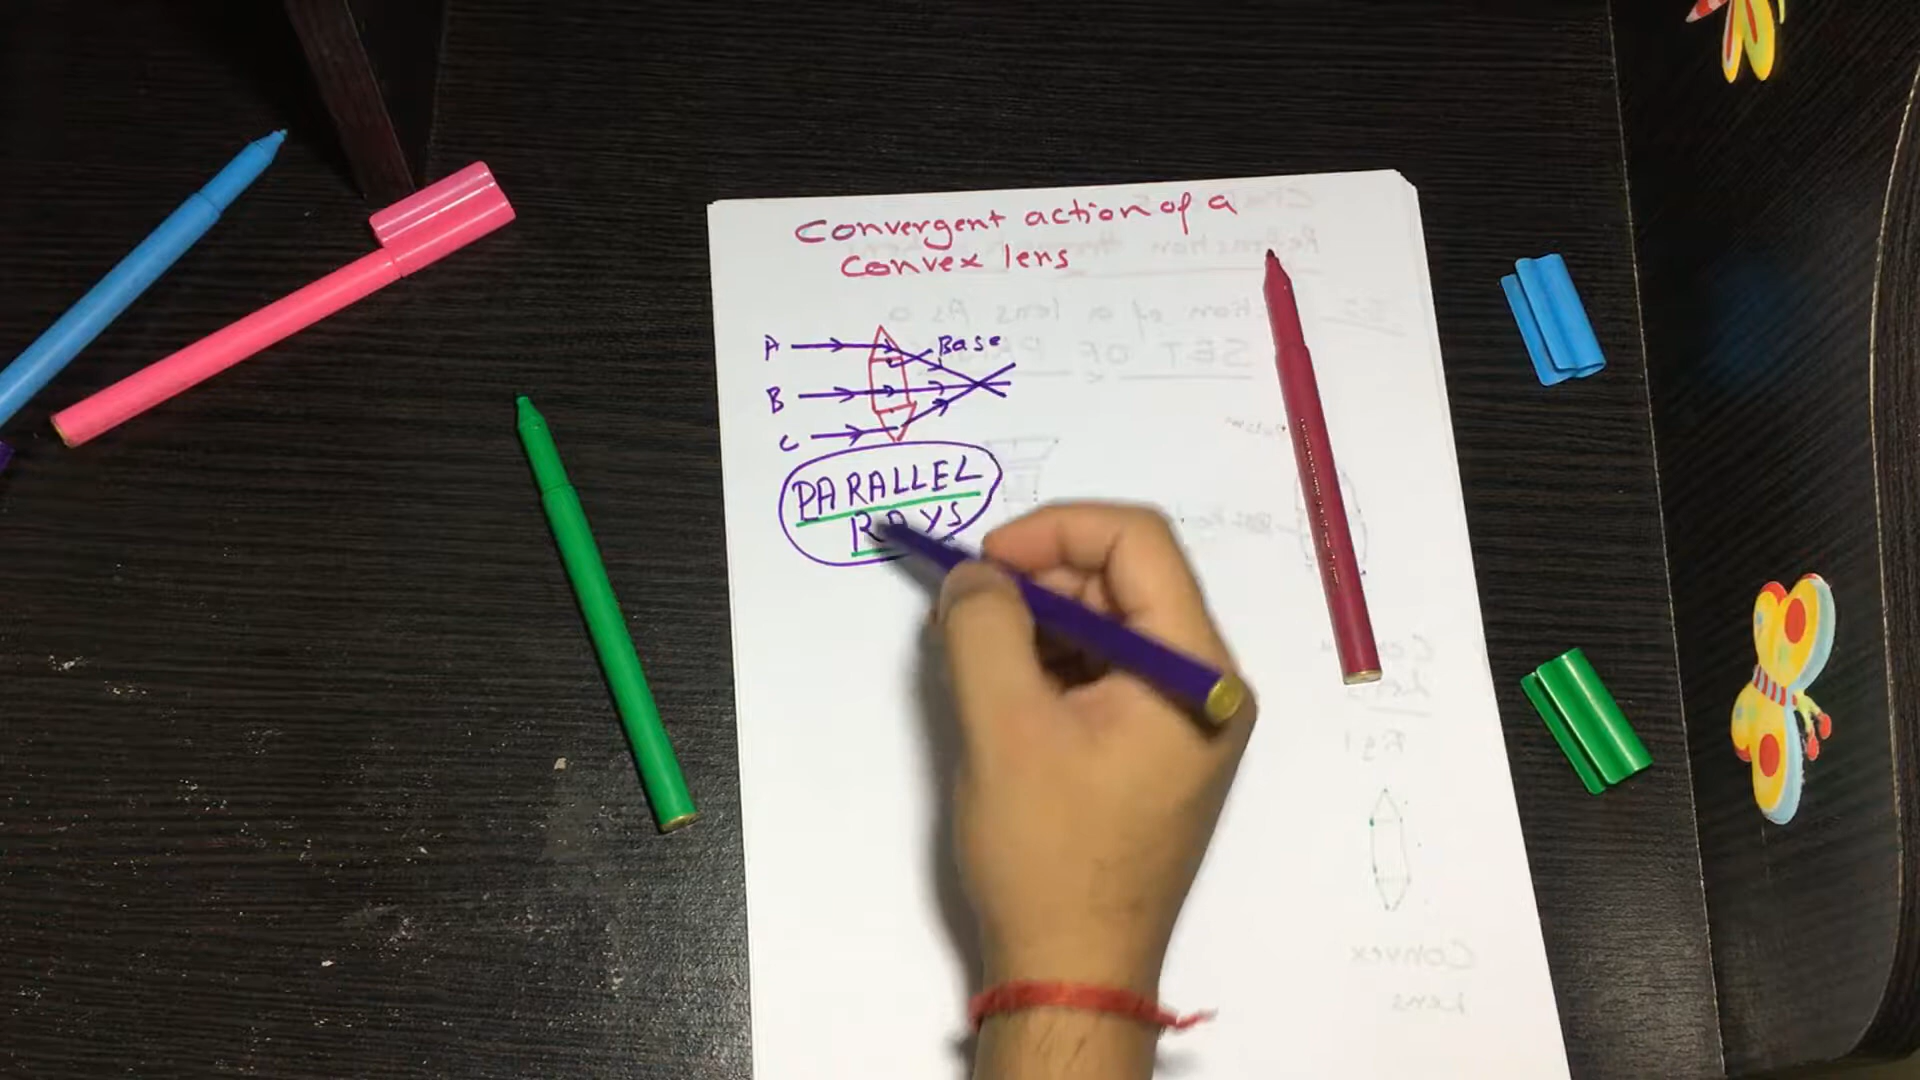 Convergent action of a
Convex lens
A
Base
B
C
PARALLEL
RAYS